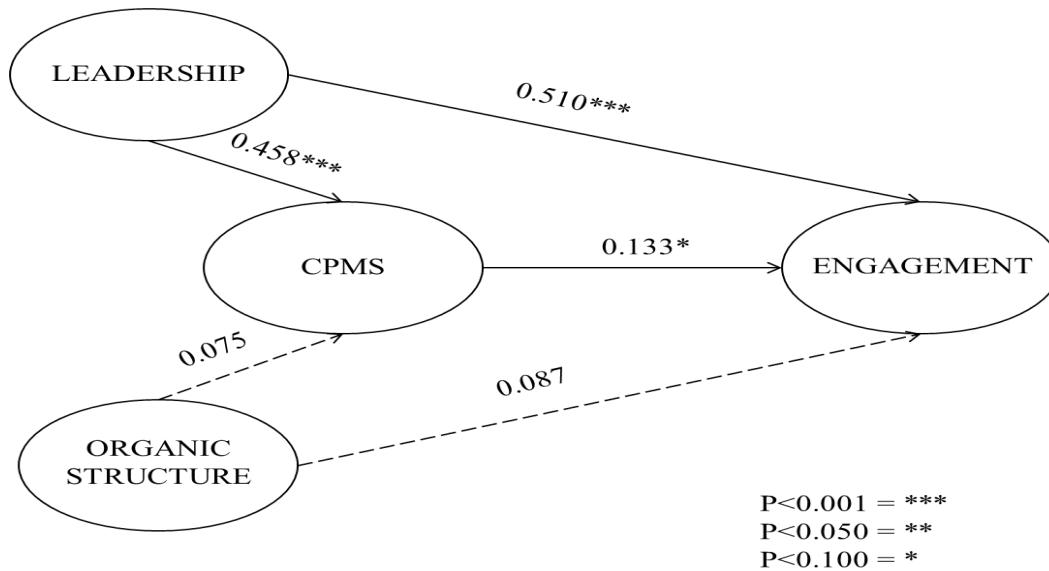 LEADERSHIP
0.510***
0.458***
CPMS
0.133*
ENGAGEMENT
0.075
0.087
ORGANIC
STRUCTURE
P<0.001 = ***
P<0.050 = **
P<0.100 = *